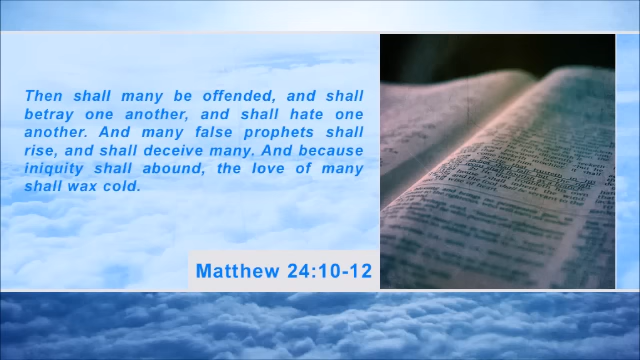 Then shall many be offended, and shall
betray one another, and shall hate one
another. And many false prophets shall
rise, and shall deceive many. And because
iniquity shall abound, the love of many
shall wax cold.
Matthew 24:10-12